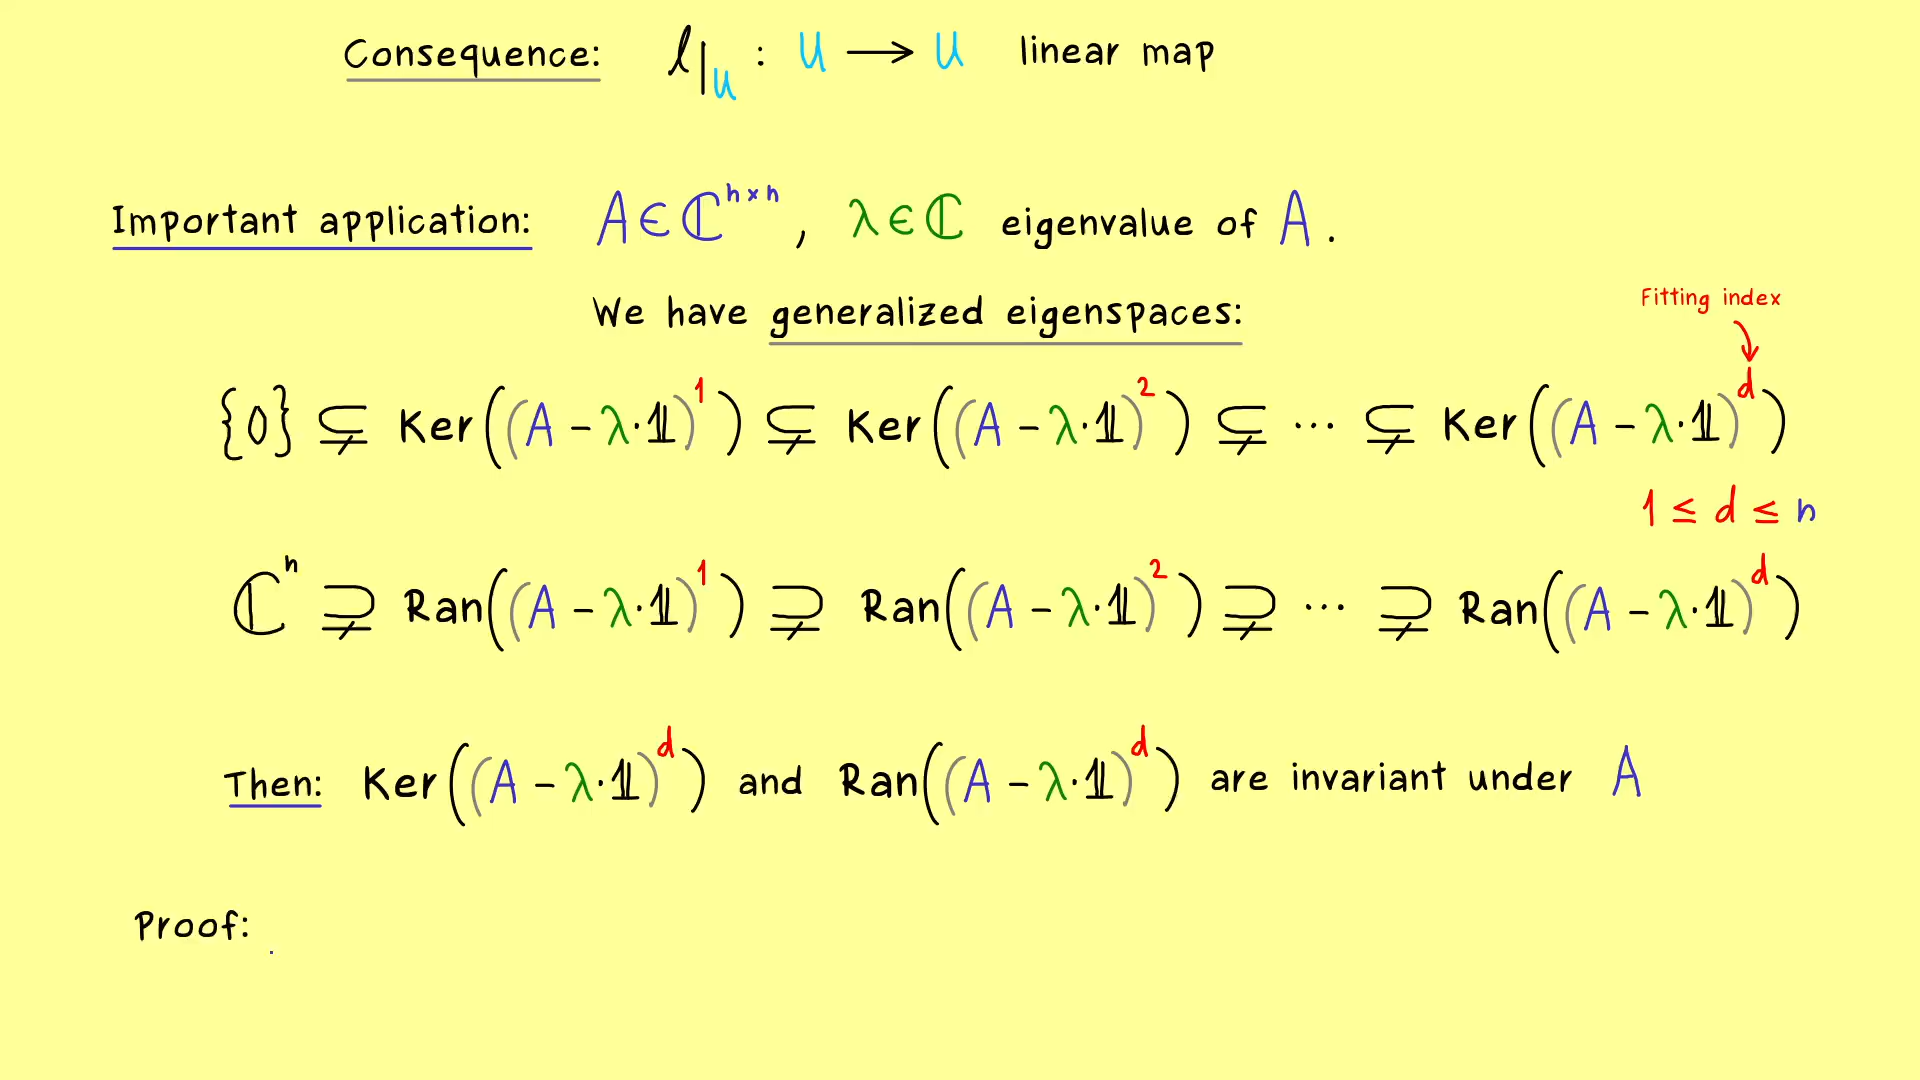 Consequence: ℓ|_U : U ⟶ U linear map
Important application: A ∈ ℂ^{n×n} , λ ∈ ℂ eigenvalue of A .
We have generalized eigenspaces:
Fitting index
{0} ⊊ Ker((A − λ·𝟙)^1) ⊊ Ker((A − λ·𝟙)^2) ⊊ ⋯ ⊊ Ker((A − λ·𝟙)^d)
1 ≤ d ≤ n
ℂ^n ⊋ Ran((A − λ·𝟙)^1) ⊋ Ran((A − λ·𝟙)^2) ⊋ ⋯ ⊋ Ran((A − λ·𝟙)^d)
Then: Ker((A − λ·𝟙)^d) and Ran((A − λ·𝟙)^d) are invariant under A
Proof: